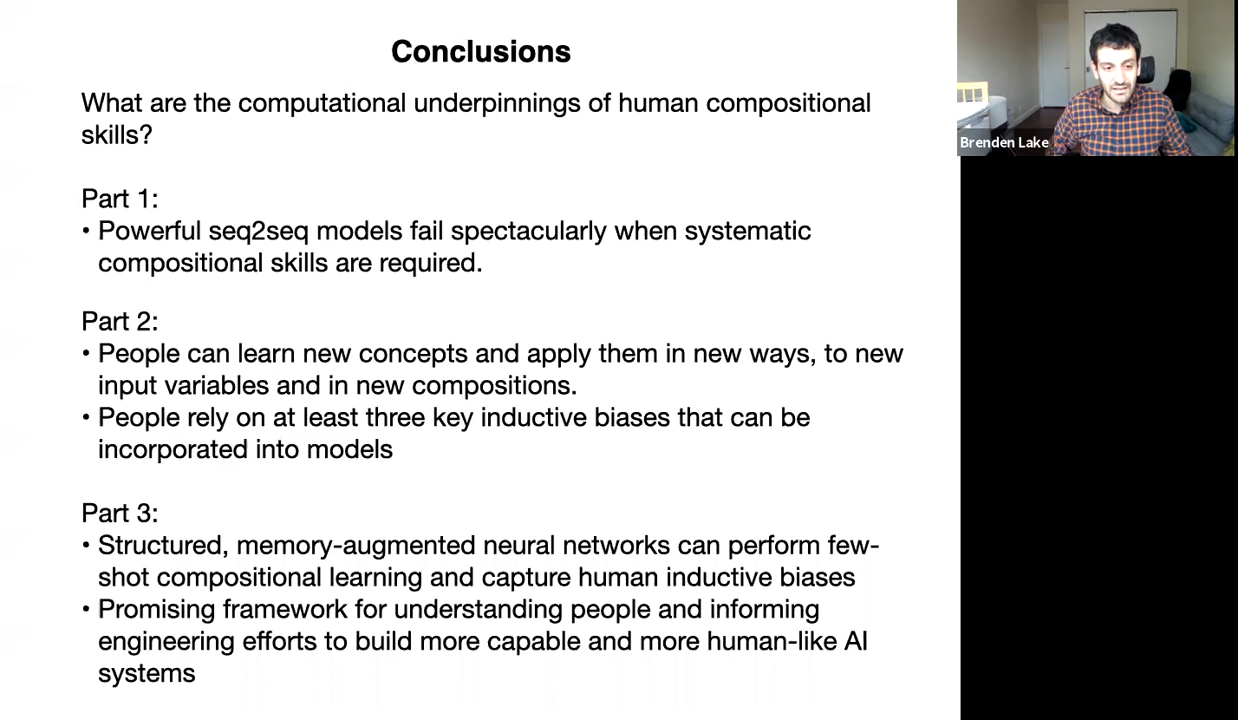 Conclusions
What are the computational underpinnings of human compositional
skills?
Part 1:
• Powerful seq2seq models fail spectacularly when systematic
compositional skills are required.
Part 2:
• People can learn new concepts and apply them in new ways, to new
input variables and in new compositions.
• People rely on at least three key inductive biases that can be
incorporated into models
Part 3:
• Structured, memory-augmented neural networks can perform few-
shot compositional learning and capture human inductive biases
• Promising framework for understanding people and informing
engineering efforts to build more capable and more human-like AI
systems
Brenden Lake